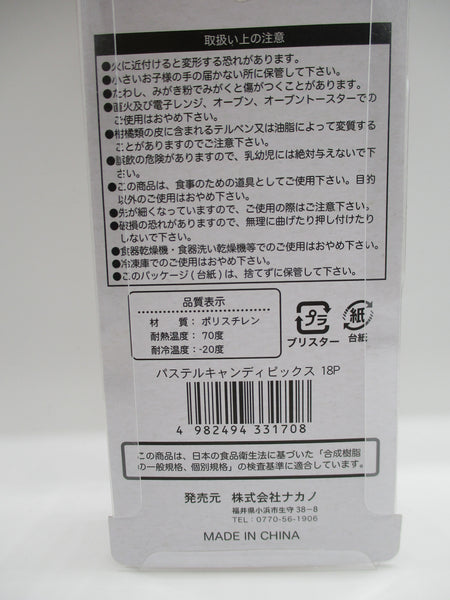 取扱い上の注意
●火に近付けると変形する恐れがあります。
●小さいお子様の手の届かない所に保管して下さい。
●たわし、みがき粉でみがくと傷がつくことがあります。
●直火及び電子レンジ、オーブン、オーブントースターでの
ご使用はおやめ下さい。
●柑橘類の皮に含まれるテルペン又は油脂によって変質する
ことがありますのでご注意下さい。
●誤飲の危険がありますので、乳幼児には絶対与えないで下
さい。
●この商品は、食事のための道具としてご使用下さい。目的
以外のご使用はおやめ下さい。
●先が細くなっていますので、ご使用の際はご注意下さい。
●破損の恐れがありますので、無理に曲げたり押し付けたり
しないで下さい。
●食器乾燥機・食器洗い乾燥機等でのご使用はおやめ下さい。
●冷凍庫でのご使用はおやめ下さい。
●このパッケージ(台紙)は、捨てずに保管して下さい。
品質表示
材 質：ポリスチレン
耐熱温度：70度
耐冷温度：-20度
プラ
ブリスター
紙
台紙
パステルキャンディピックス 18P
4 982494 331708
この商品は、日本の食品衛生法に基づいた「合成樹脂
の一般規格、個別規格」の検査基準に適合しています。
発売元 株式会社ナカノ
福井県小浜市生守 38-8
TEL：0770-56-1906
MADE IN CHINA